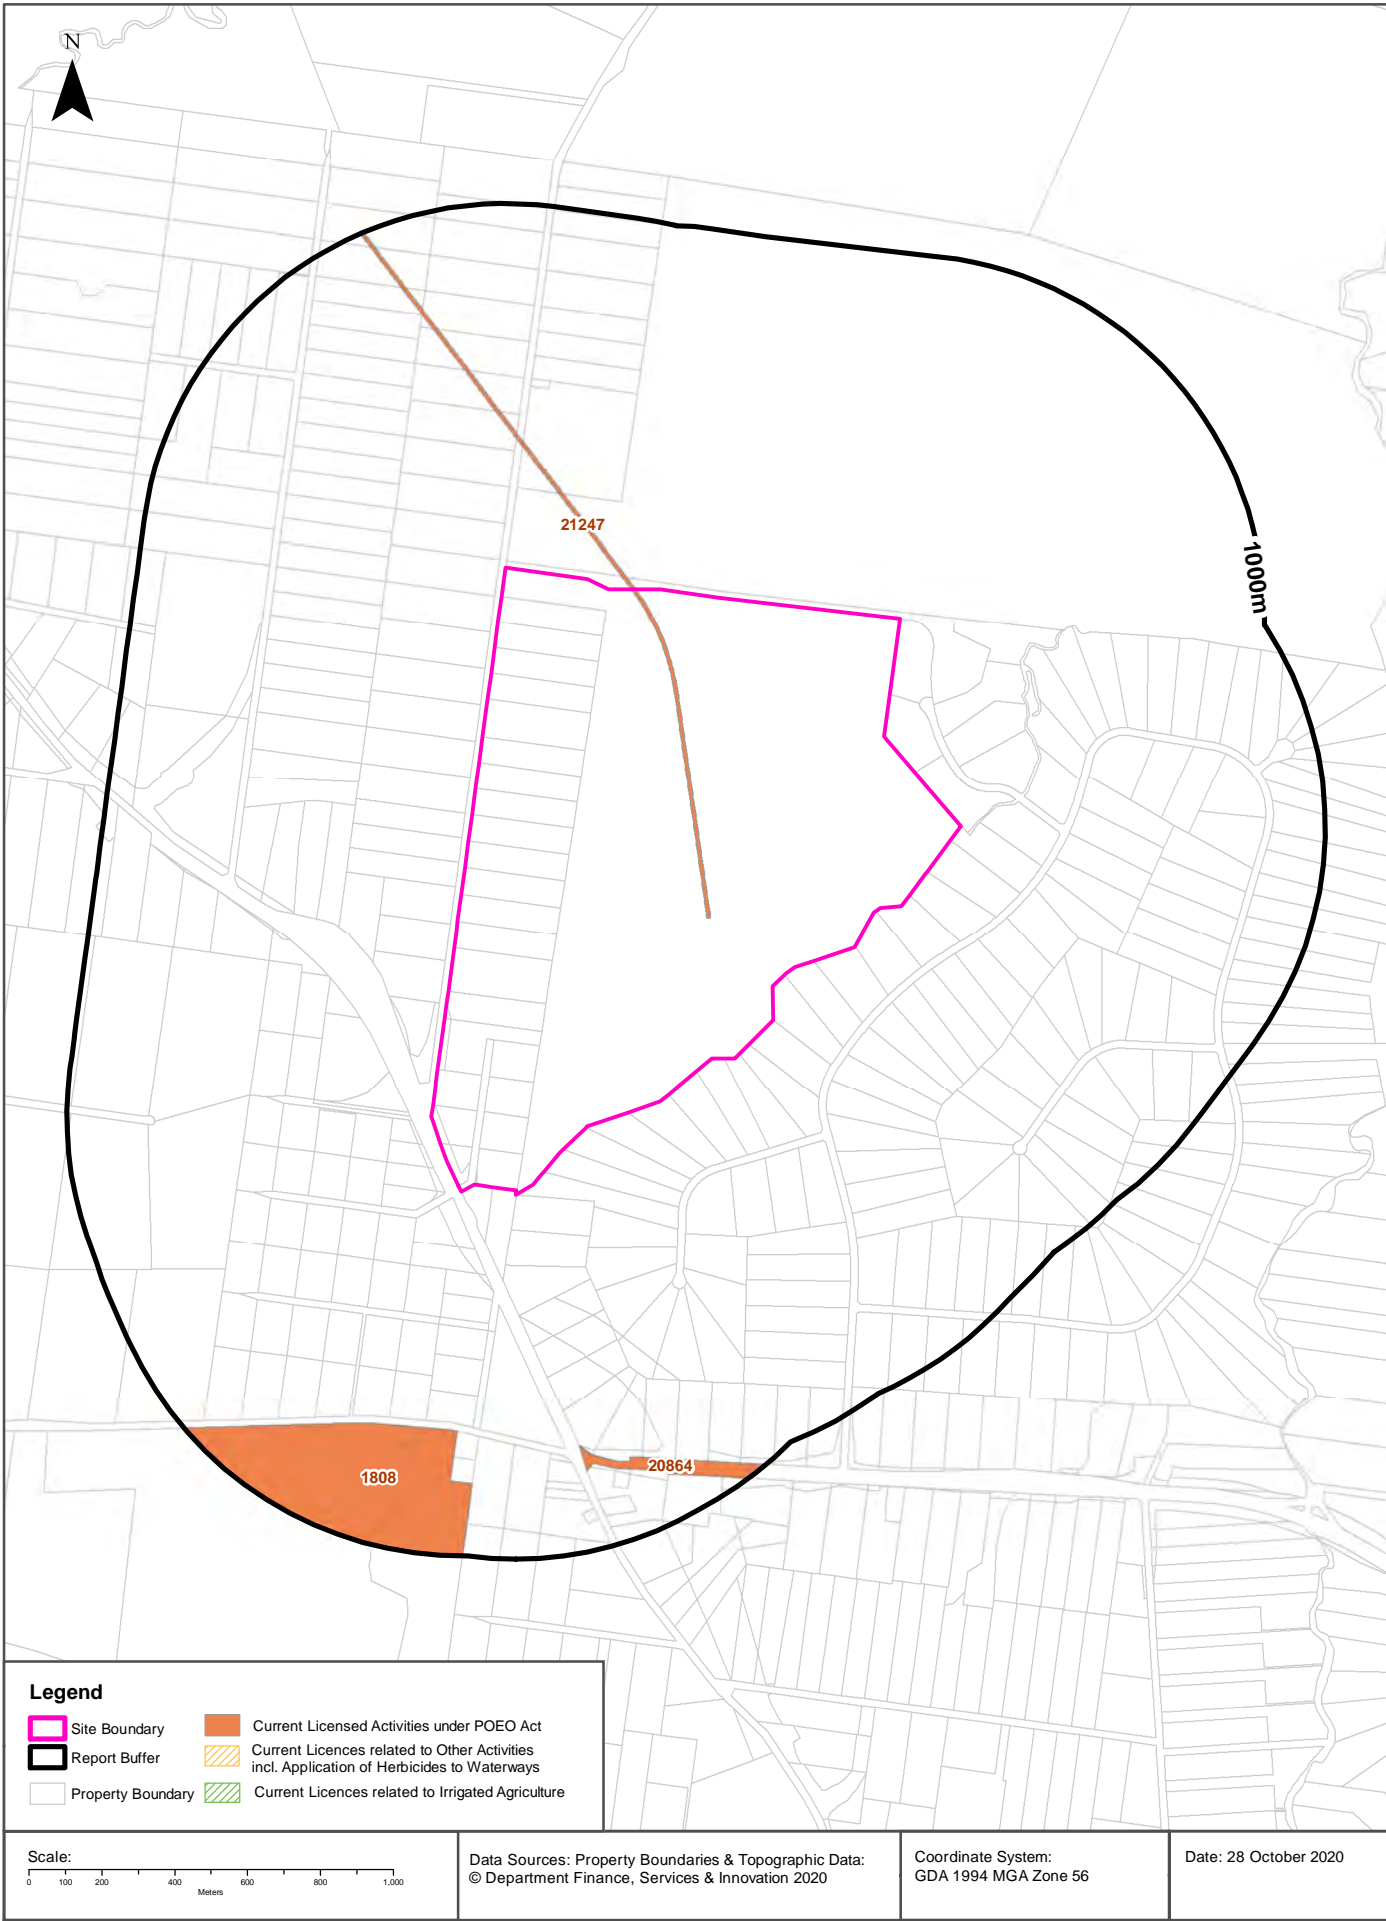 N
21247
1000m
1808
20864
Legend
Site Boundary
Report Buffer
Property Boundary
Current Licensed Activities under POEO Act
Current Licences related to Other Activities
incl. Application of Herbicides to Waterways
Current Licences related to Irrigated Agriculture
Scale:
0 100 200 400 600 800 1,000
Meters
Data Sources: Property Boundaries & Topographic Data:
© Department Finance, Services & Innovation 2020
Coordinate System:
GDA 1994 MGA Zone 56
Date: 28 October 2020